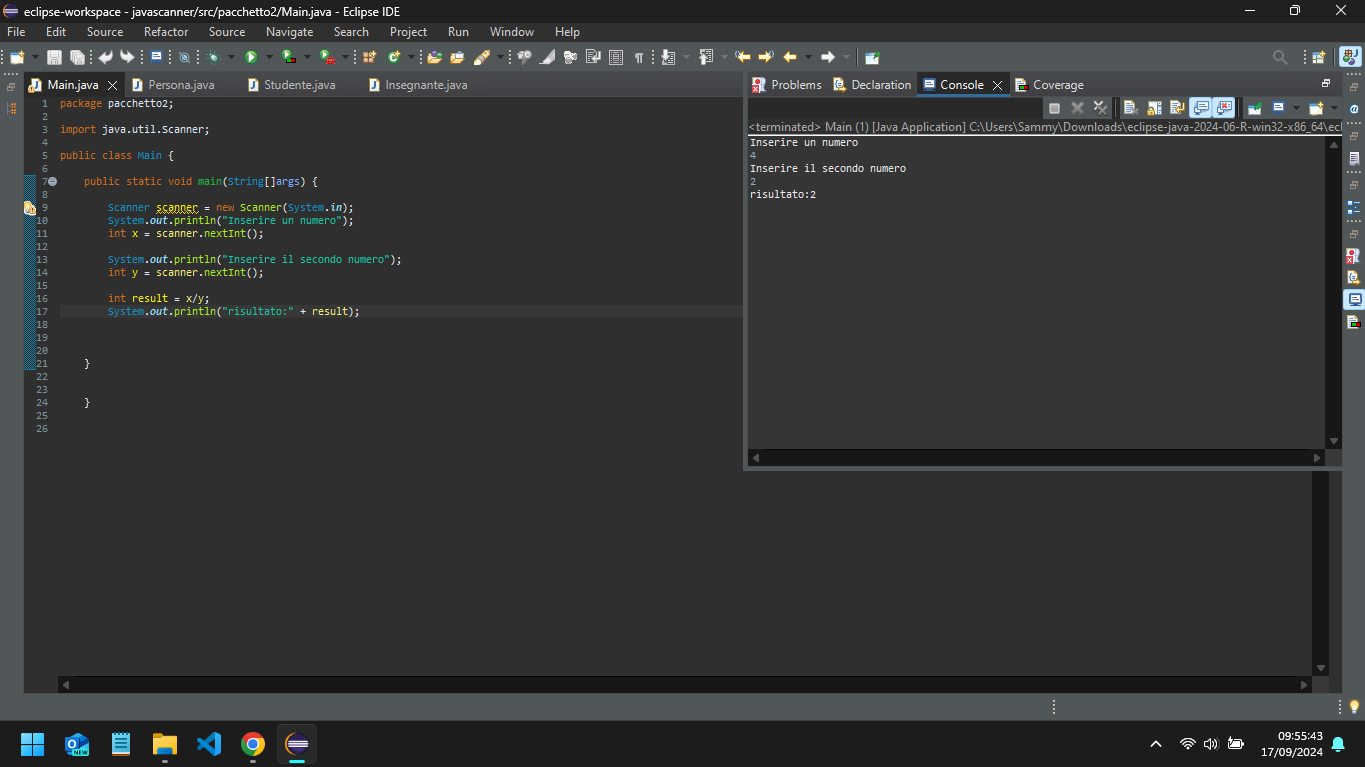 eclipse-workspace - javascanner/src/pacchetto2/Main.java - Eclipse IDE
File Edit Source Refactor Source Navigate Search Project Run Window Help
Main.java Persona.java Studente.java Insegnante.java
1 package pacchetto2;
2
3 import java.util.Scanner;
4
5 public class Main {
6
7 public static void main(String[]args) {
8
9 Scanner scanner = new Scanner(System.in);
10 System.out.println("Inserire un numero");
11 int x = scanner.nextInt();
12
13 System.out.println("Inserire il secondo numero");
14 int y = scanner.nextInt();
15
16 int result = x/y;
17 System.out.println("risultato:" + result);
18
19
20
21 }
22
23
24 }
25
26
Problems Declaration Console Coverage
<terminated> Main (1) [Java Application] C:\Users\Sammy\Downloads\eclipse-java-2024-06-R-win32-x86_64\ecl
Inserire un numero
4
Inserire il secondo numero
2
risultato:2
NEW
09:55:43
17/09/2024